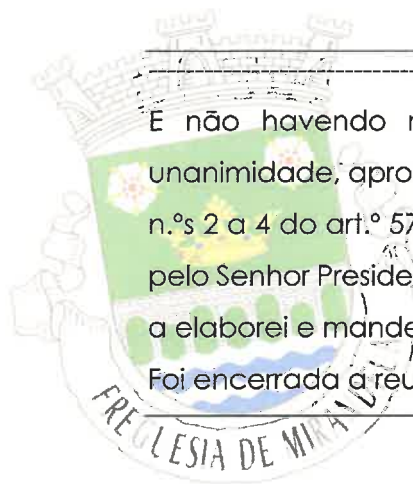 E não havendo
unanimidade, apro
n.ºs 2 a 4 do art.º 57
pelo Senhor Preside
a elaborei e mande
Foi encerrada a reu
FREGUESIA DE MIRANDEL